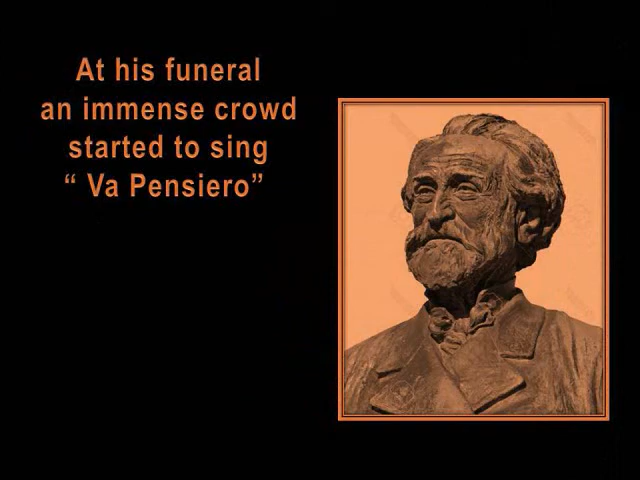 At his funeral
an immense crowd
started to sing
“ Va Pensiero”